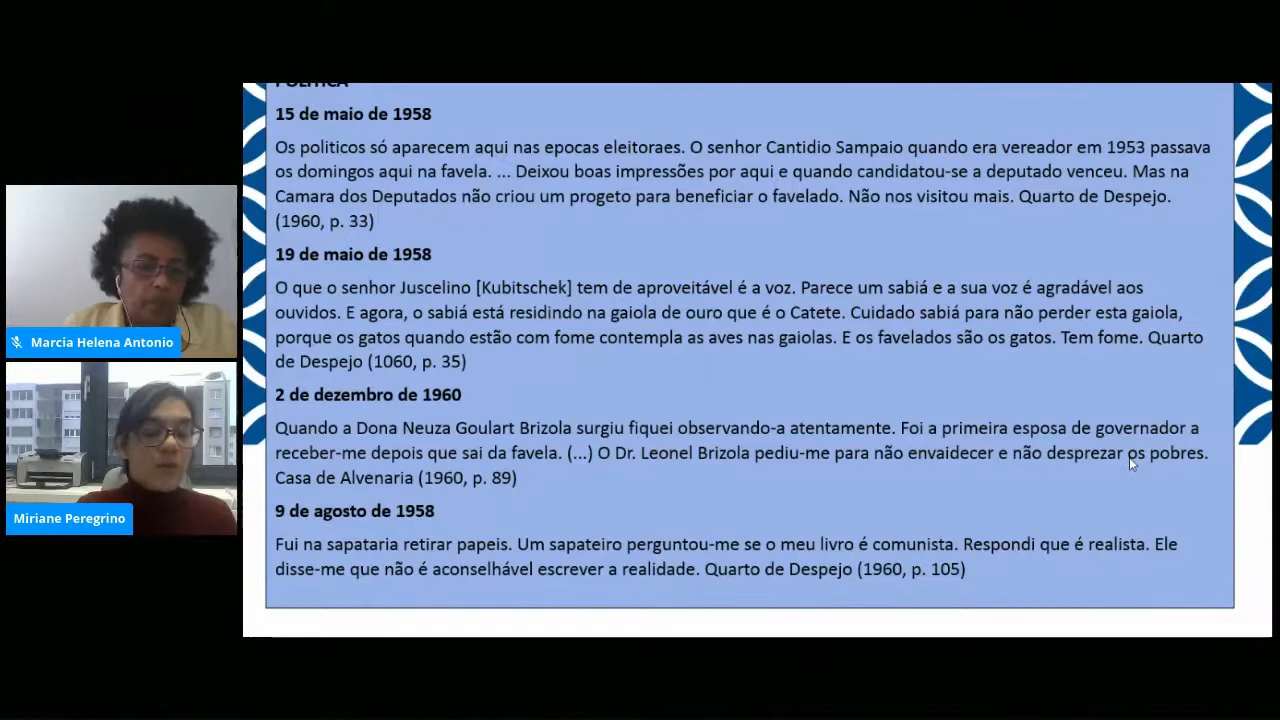 POLÍTICA
15 de maio de 1958
Os politicos só aparecem aqui nas epocas eleitoraes. O senhor Cantidio Sampaio quando era vereador em 1953 passava
os domingos aqui na favela. ... Deixou boas impressões por aqui e quando candidatou-se a deputado venceu. Mas na
Camara dos Deputados não criou um progeto para beneficiar o favelado. Não nos visitou mais. Quarto de Despejo.
(1960, p. 33)
19 de maio de 1958
O que o senhor Juscelino [Kubitschek] tem de aproveitável é a voz. Parece um sabiá e a sua voz é agradável aos
ouvidos. E agora, o sabiá está residindo na gaiola de ouro que é o Catete. Cuidado sabiá para não perder esta gaiola,
porque os gatos quando estão com fome contempla as aves nas gaiolas. E os favelados são os gatos. Tem fome. Quarto
de Despejo (1060, p. 35)
2 de dezembro de 1960
Quando a Dona Neuza Goulart Brizola surgiu fiquei observando-a atentamente. Foi a primeira esposa de governador a
receber-me depois que sai da favela. (...) O Dr. Leonel Brizola pediu-me para não envaidecer e não desprezar os pobres.
Casa de Alvenaria (1960, p. 89)
9 de agosto de 1958
Fui na sapataria retirar papeis. Um sapateiro perguntou-me se o meu livro é comunista. Respondi que é realista. Ele
disse-me que não é aconselhável escrever a realidade. Quarto de Despejo (1960, p. 105)
Marcia Helena Antonio
Miriane Peregrino